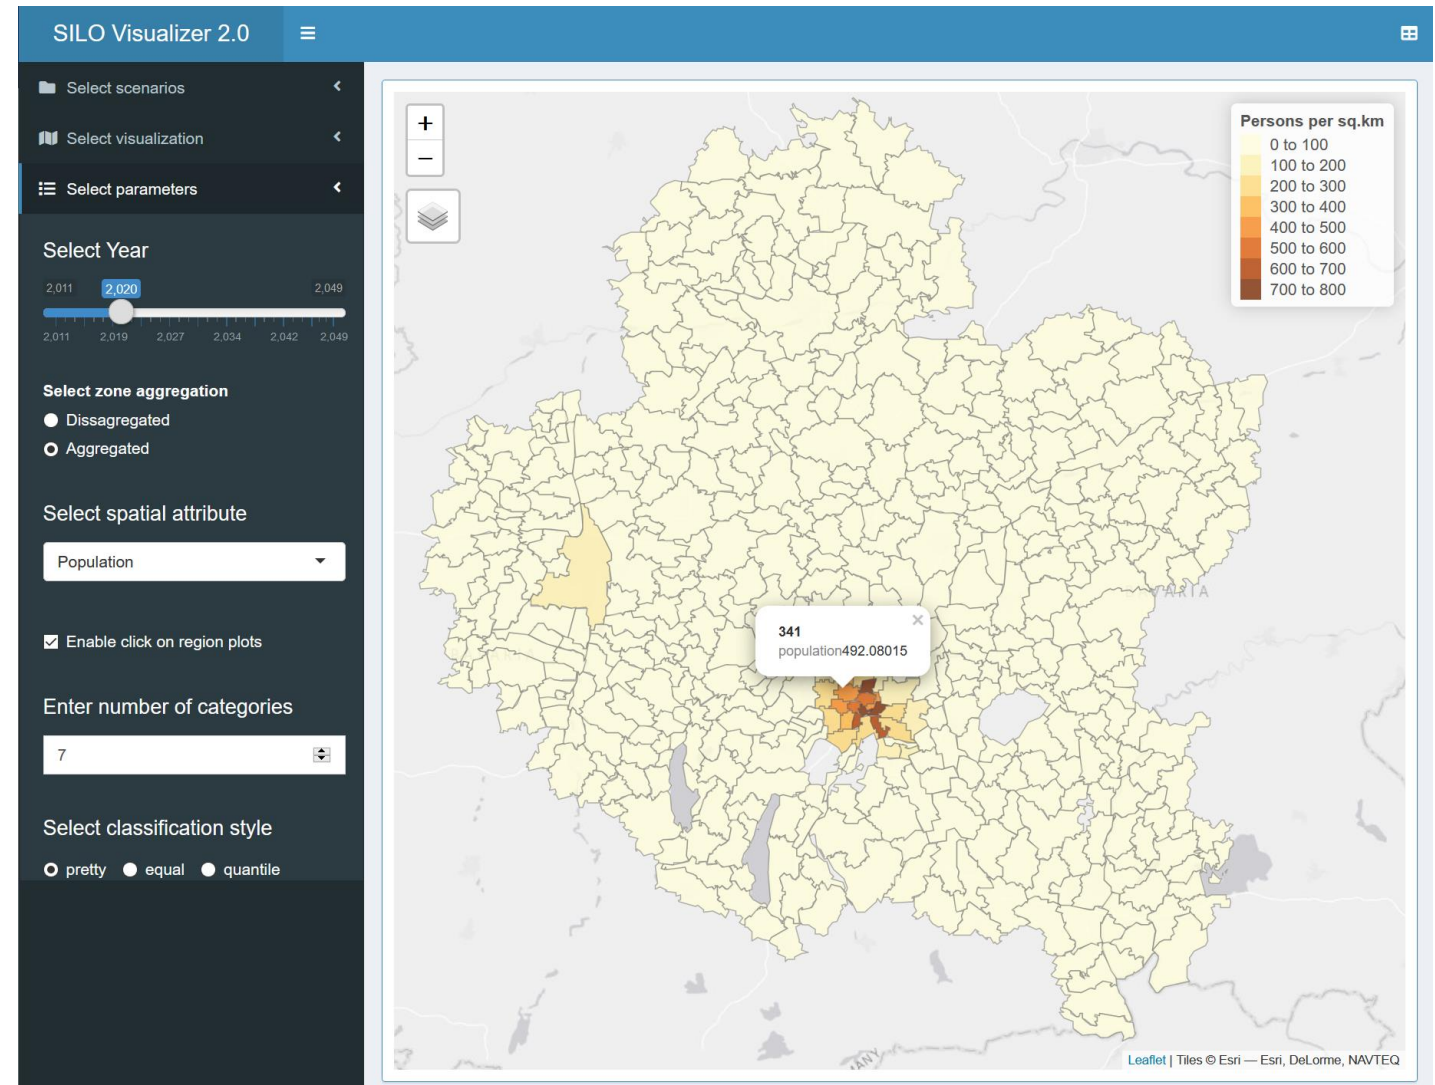 SILO Visualizer 2.0
Select scenarios
Select visualization
Select parameters
Select Year
2,011 2,020 2,049
2,011 2,019 2,027 2,034 2,042 2,049
Select zone aggregation
Dissagregated
Aggregated
Select spatial attribute
Population
Enable click on region plots
Enter number of categories
7
Select classification style
pretty equal quantile
+
−
Persons per sq.km
0 to 100
100 to 200
200 to 300
300 to 400
400 to 500
500 to 600
600 to 700
700 to 800
341
×
population492.08015
Leaflet | Tiles © Esri — Esri, DeLorme, NAVTEQ